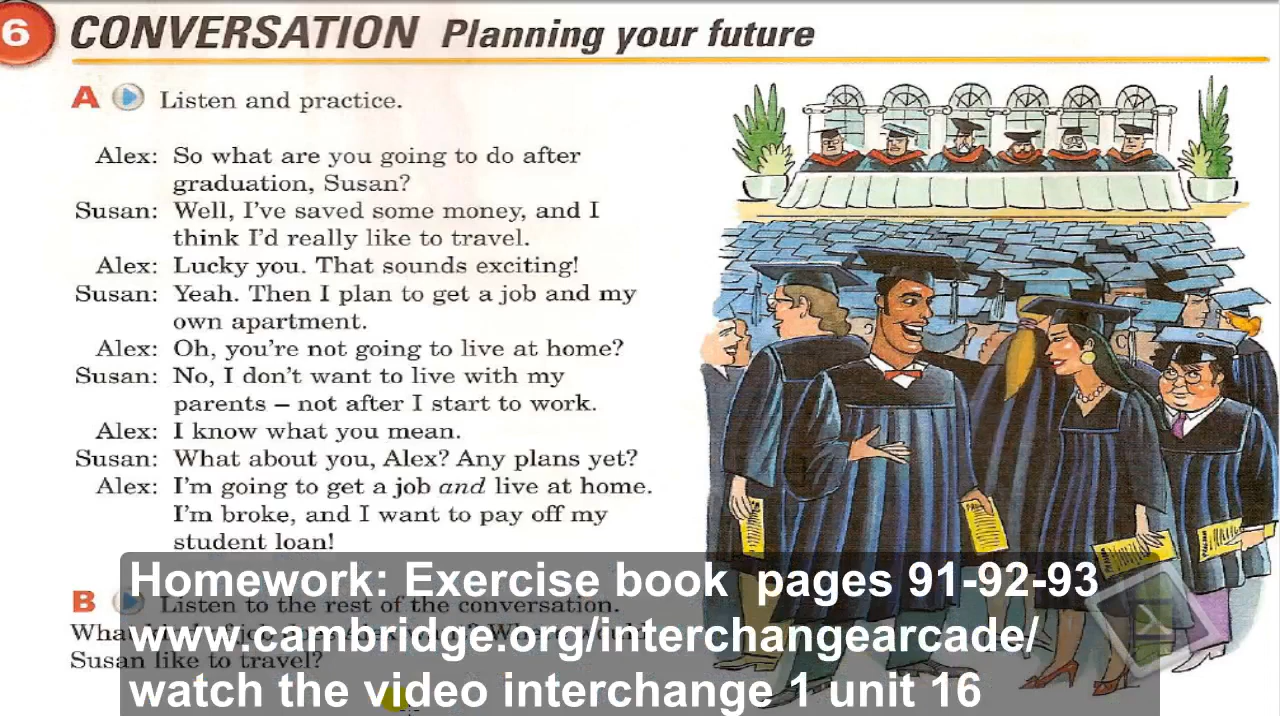 6 CONVERSATION Planning your future
A Listen and practice.
Alex: So what are you going to do after
graduation, Susan?
Susan: Well, I've saved some money, and I
think I'd really like to travel.
Alex: Lucky you. That sounds exciting!
Susan: Yeah. Then I plan to get a job and my
own apartment.
Alex: Oh, you're not going to live at home?
Susan: No, I don't want to live with my
parents – not after I start to work.
Alex: I know what you mean.
Susan: What about you, Alex? Any plans yet?
Alex: I'm going to get a job and live at home.
I'm broke, and I want to pay off my
student loan!
B Listen to the rest of the conversation.
What
Susan like to travel?
Homework: Exercise book pages 91-92-93
www.cambridge.org/interchangearcade/
watch the video interchange 1 unit 16